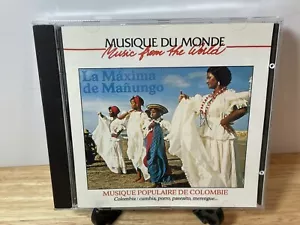 MUSIQUE DU MONDE
Music from the World
La Máxima
de Mañungo
MUSIQUE POPULAIRE DE COLOMBIE
Colombie : cumbia, porro, paseaito, merengue...